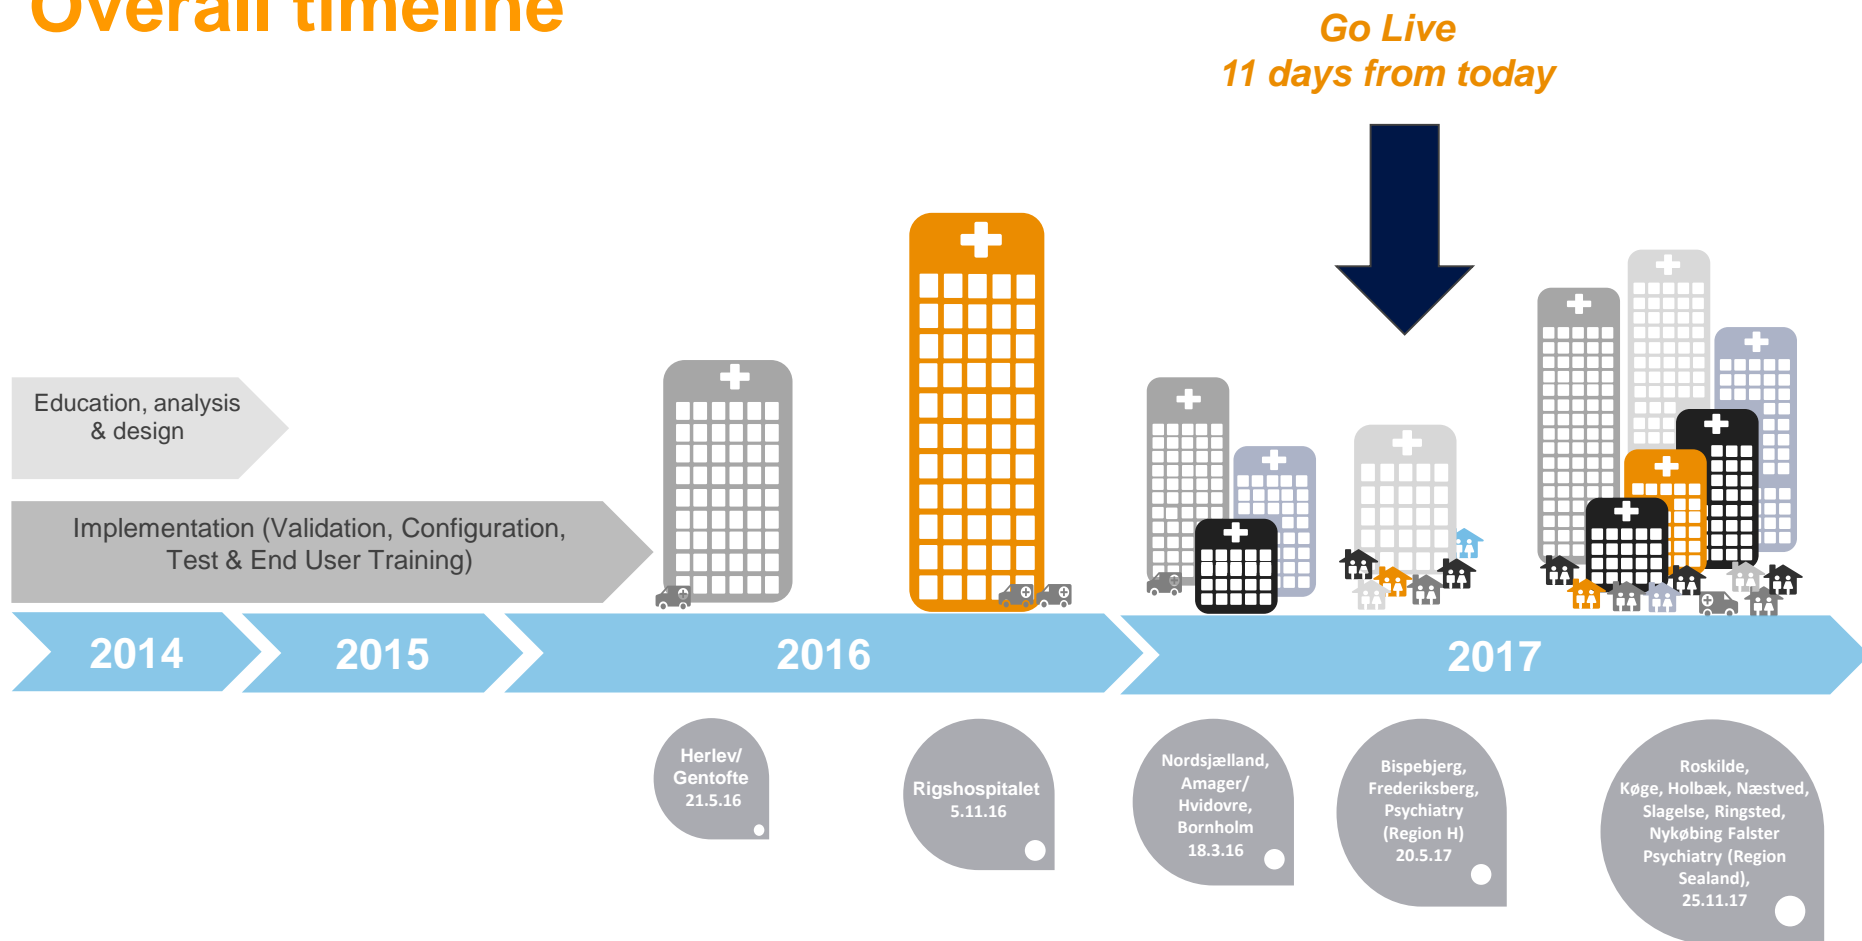 Overall timeline
Go Live
11 days from today
Education, analysis
& design
Implementation (Validation, Configuration,
Test & End User Training)
2014
2015
2016
2017
Herlev/
Gentofte
21.5.16
Rigshospitalet
5.11.16
Nordsjælland,
Amager/
Hvidovre,
Bornholm
18.3.16
Bispebjerg,
Frederiksberg,
Psychiatry
(Region H)
20.5.17
Roskilde,
Køge, Holbæk, Næstved,
Slagelse, Ringsted,
Nykøbing Falster
Psychiatry (Region
Sealand),
25.11.17